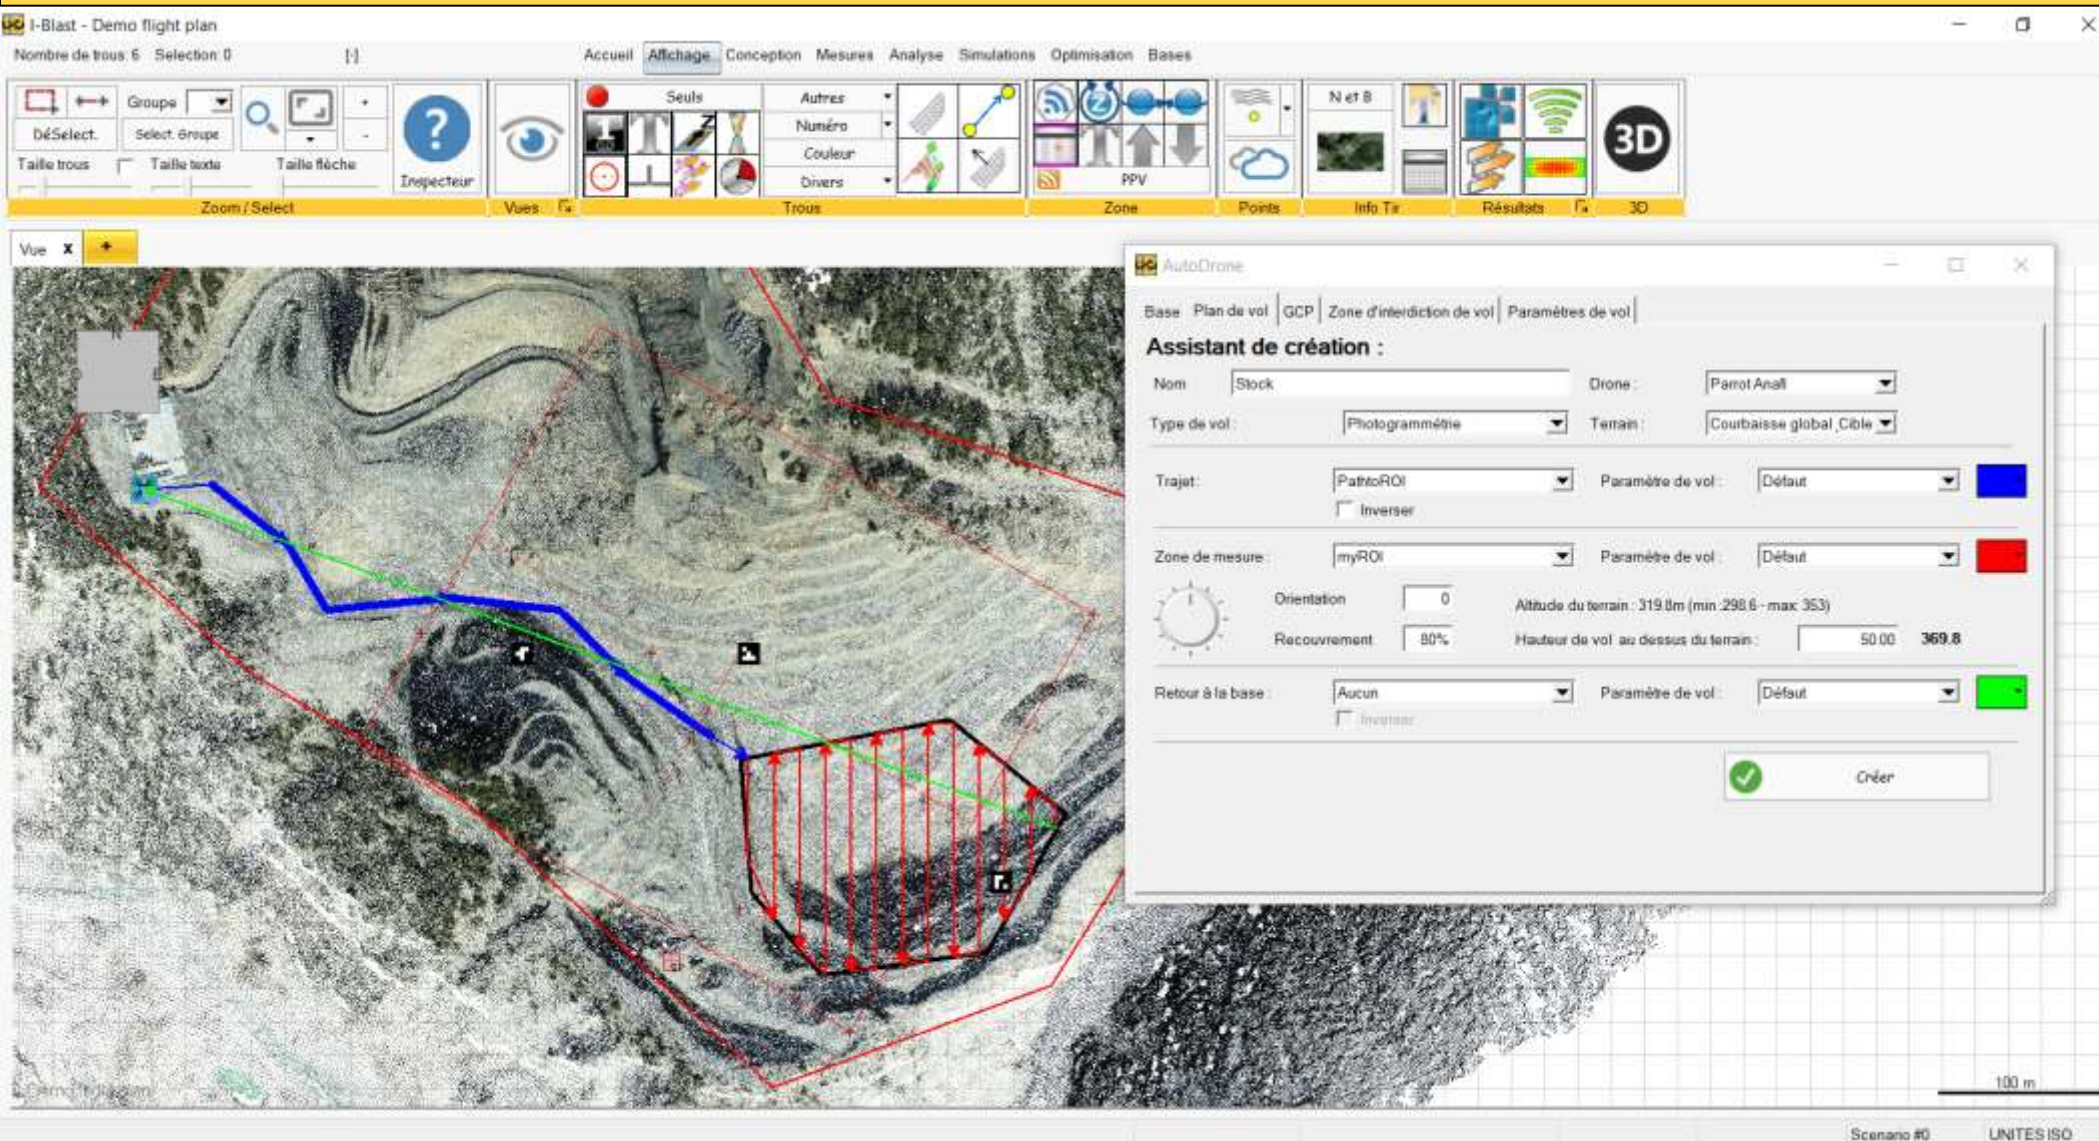 I-Blast - Demo flight plan
Nombre de trous: 6 Selection: 0 [-]
Accueil Affichage Conception Mesures Analyse Simulations Optimisation Bases
Groupe
DéSelect. Select. Groupe
Taille trous Taille texte Taille flèche
Inspecteur
Seuls
Autres
Numéro
Couleur
Divers
PPV
N et B
3D
Zoom / Select Vues Trous Zone Points Info Tir Résultats 3D
Vue x +
AutoDrone
Base Plan de vol GCP Zone d'interdiction de vol Paramètres de vol
Assistant de création :
Nom Stock Drone : Parrot Anafi
Type de vol : Photogrammétrie Terrain : Courbaisse global_Cible
Trajet : PathtoROI Paramètre de vol : Défaut
Inverser
Zone de mesure : myROI Paramètre de vol : Défaut
Orientation 0 Altitude du terrain : 319.8m (min :298.6 - max: 353)
Recouvrement 80% Hauteur de vol au dessus du terrain : 50.00 369.8
Retour à la base : Aucun Paramètre de vol : Défaut
Inverser
Créer
N
S
100 m
Scenario #0 UNITES ISO